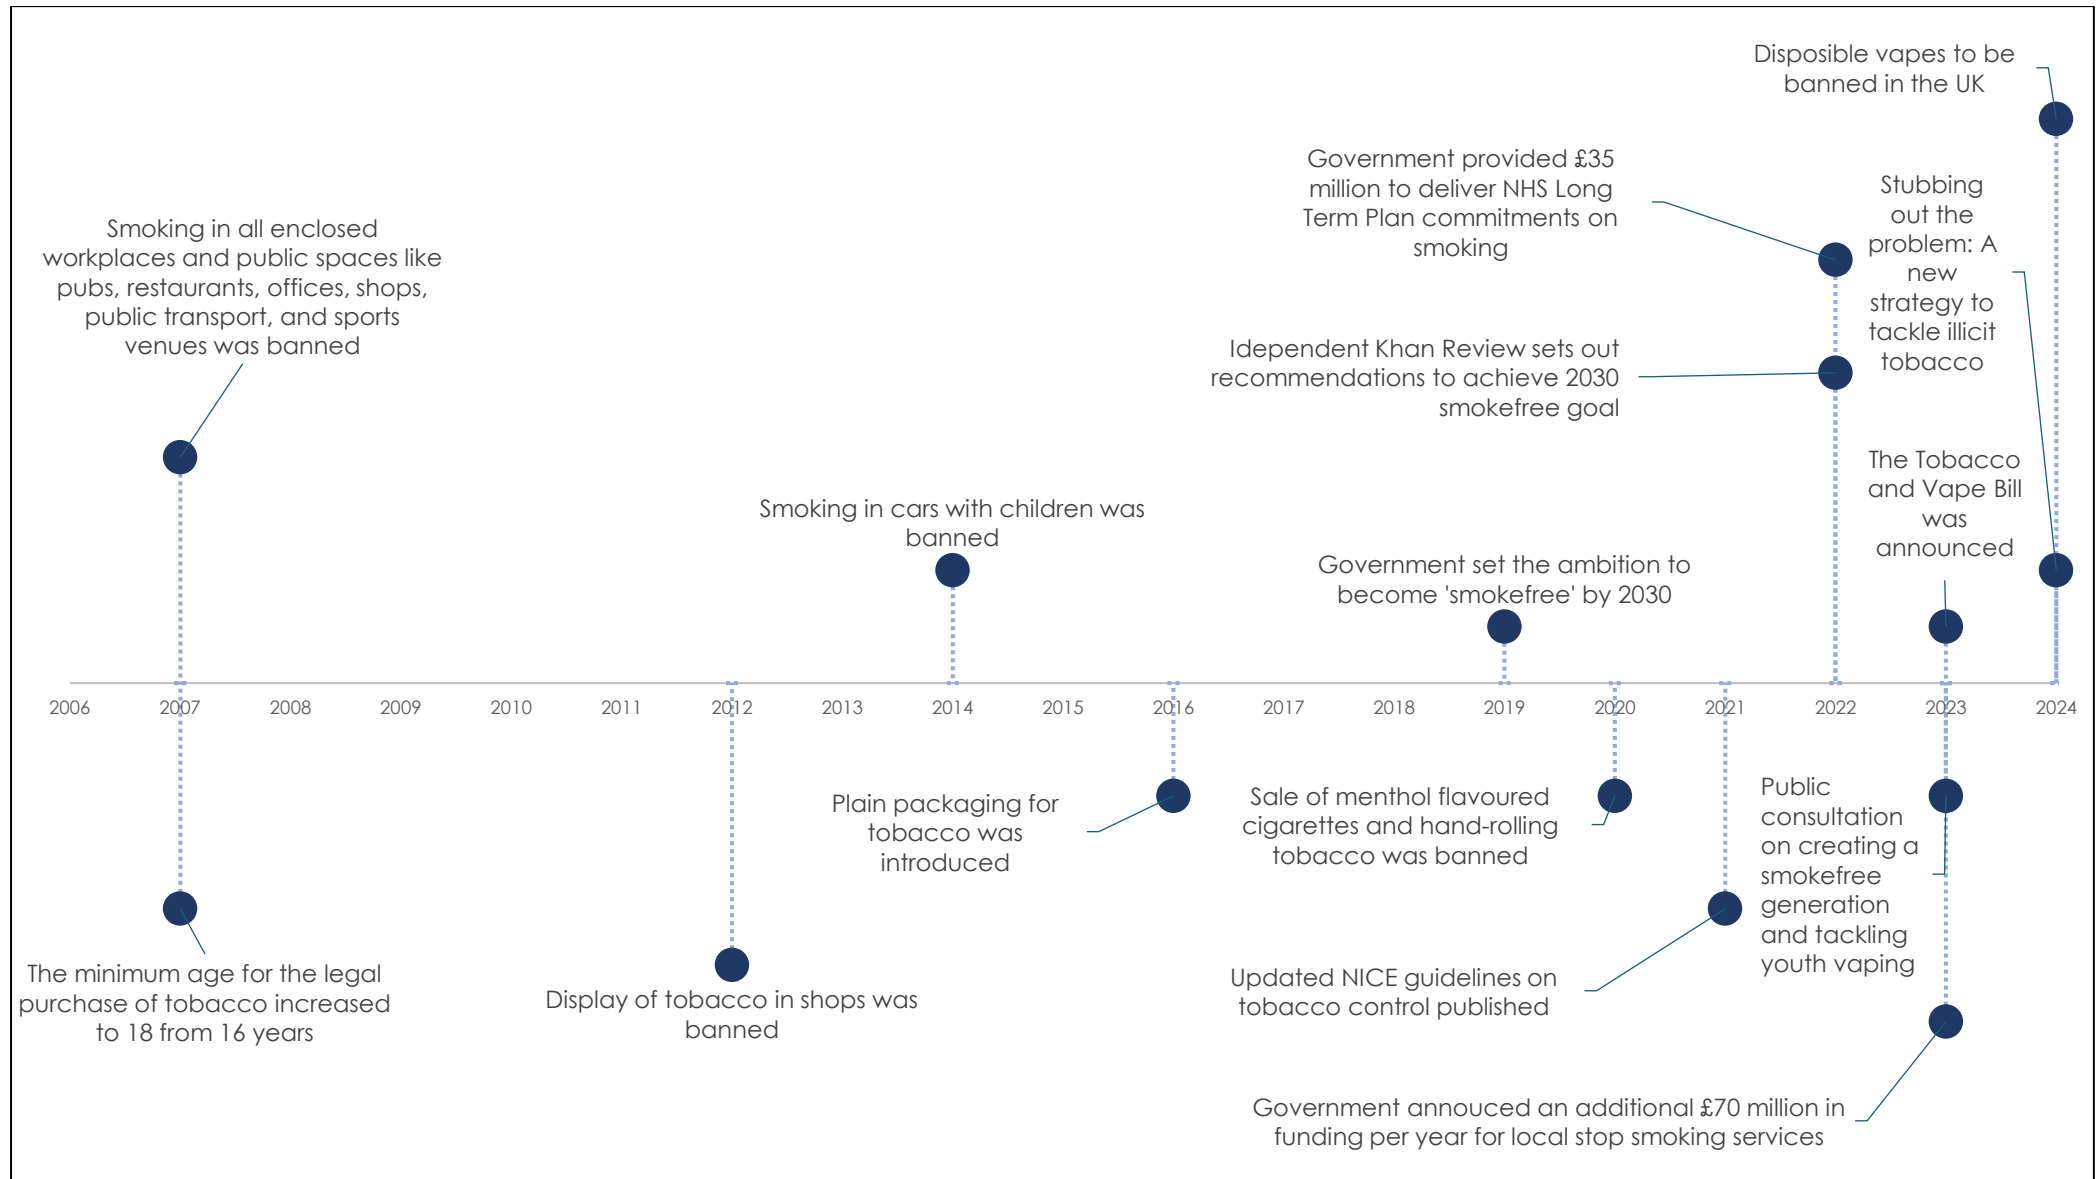 Disposible vapes to be
banned in the UK
Government provided £35
million to deliver NHS Long
Term Plan commitments on
smoking
Stubbing
out the
problem: A
new
strategy to
tackle illicit
tobacco
Smoking in all enclosed
workplaces and public spaces like
pubs, restaurants, offices, shops,
public transport, and sports
venues was banned
Idependent Khan Review sets out
recommendations to achieve 2030
smokefree goal
The Tobacco
and Vape Bill
was
announced
Smoking in cars with children was
banned
Government set the ambition to
become 'smokefree' by 2030
2006 2007 2008 2009 2010 2011 2012 2013 2014 2015 2016 2017 2018 2019 2020 2021 2022 2023 2024
Plain packaging for
tobacco was
introduced
Sale of menthol flavoured
cigarettes and hand-rolling
tobacco was banned
Public
consultation
on creating a
smokefree
generation
and tackling
youth vaping
The minimum age for the legal
purchase of tobacco increased
to 18 from 16 years
Display of tobacco in shops was
banned
Updated NICE guidelines on
tobacco control published
Government annouced an additional £70 million in
funding per year for local stop smoking services